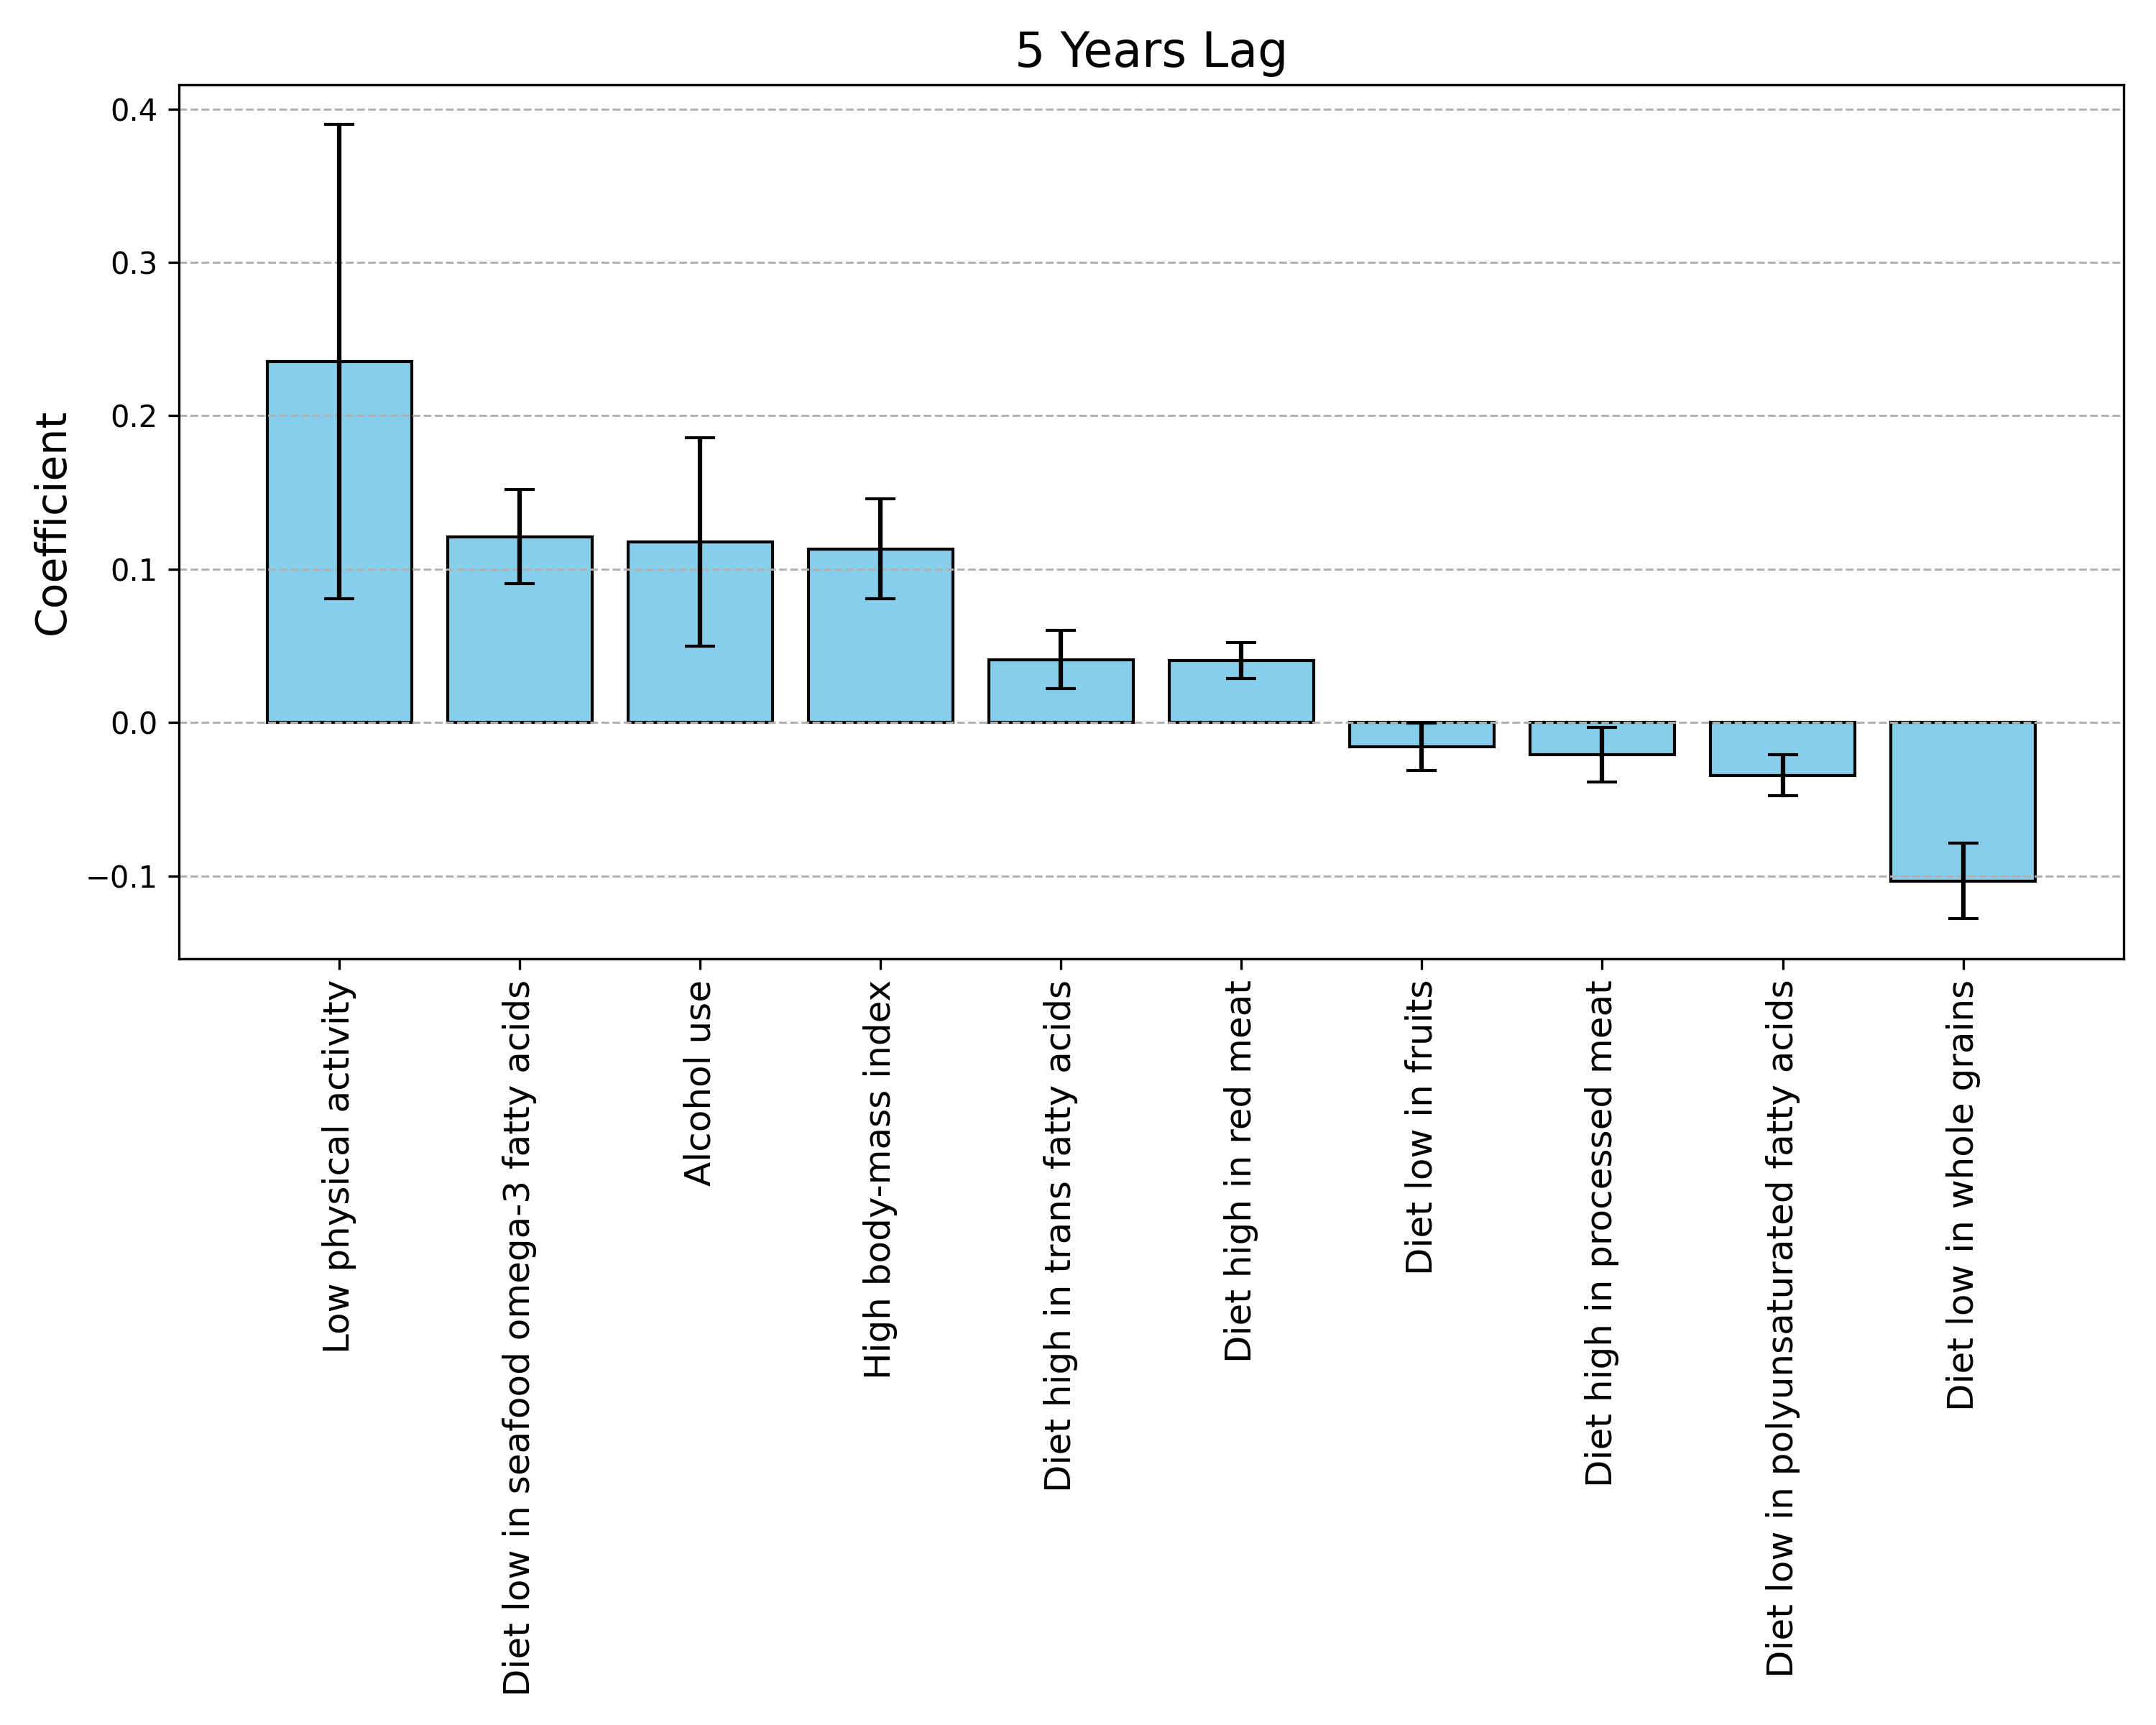 5 Years Lag
Coefficient
0.4
0.3
0.2
0.1
0.0
−0.1
Low physical activity
Diet low in seafood omega-3 fatty acids
Alcohol use
High body-mass index
Diet high in trans fatty acids
Diet high in red meat
Diet low in fruits
Diet high in processed meat
Diet low in polyunsaturated fatty acids
Diet low in whole grains